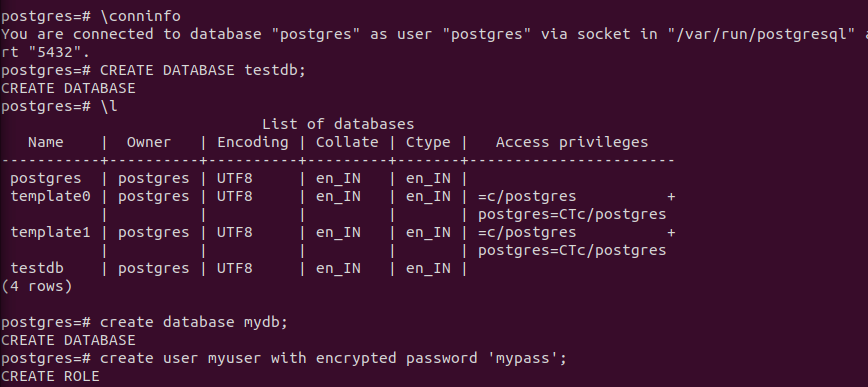 postgres=# \conninfo
You are connected to database "postgres" as user "postgres" via socket in "/var/run/postgresql"
rt "5432".
postgres=# CREATE DATABASE testdb;
CREATE DATABASE
postgres=# \l
                             List of databases
   Name    |  Owner   | Encoding | Collate | Ctype |   Access privileges
-----------+----------+----------+---------+-------+-----------------------
 postgres  | postgres | UTF8     | en_IN   | en_IN |
 template0 | postgres | UTF8     | en_IN   | en_IN | =c/postgres          +
           |          |          |         |       | postgres=CTc/postgres
 template1 | postgres | UTF8     | en_IN   | en_IN | =c/postgres          +
           |          |          |         |       | postgres=CTc/postgres
 testdb    | postgres | UTF8     | en_IN   | en_IN |
(4 rows)
postgres=# create database mydb;
CREATE DATABASE
postgres=# create user myuser with encrypted password 'mypass';
CREATE ROLE